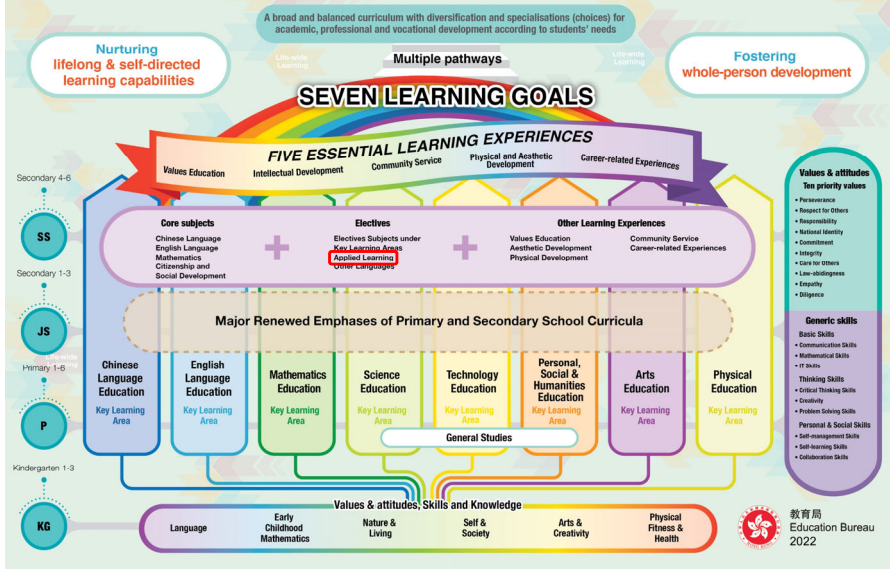 A broad and balanced curriculum with diversification and specialisations (choices) for
academic, professional and vocational development according to students' needs
Nurturing
lifelong & self-directed
learning capabilities
Life-wide
Learning
Multiple pathways
Life-wide
Learning
Fostering
whole-person development
SEVEN LEARNING GOALS
FIVE ESSENTIAL LEARNING EXPERIENCES
Values Education
Intellectual Development
Community Service
Physical and Aesthetic
Development
Career-related Experiences
Secondary 4-6
SS
Secondary 1-3
JS
Life-wide
Learning
Primary 1-6
P
Kindergarten 1-3
KG
Core subjects
Chinese Language
English Language
Mathematics
Citizenship and
Social Development
+
Electives
Electives Subjects under
Key Learning Areas
Applied Learning
Other Languages
+
Other Learning Experiences
Values Education
Aesthetic Development
Physical Development
Community Service
Career-related Experiences
Major Renewed Emphases of Primary and Secondary School Curricula
Chinese
Language
Education
Key Learning
Area
English
Language
Education
Key Learning
Area
Mathematics
Education
Key Learning
Area
Science
Education
Key Learning
Area
Technology
Education
Key Learning
Area
Personal,
Social &
Humanities
Education
Key Learning
Area
Arts
Education
Key Learning
Area
Physical
Education
Key Learning
Area
General Studies
Values & attitudes, Skills and Knowledge
Language
Early
Childhood
Mathematics
Nature &
Living
Self &
Society
Arts &
Creativity
Physical
Fitness &
Health
Values & attitudes
Ten priority values
• Perseverance
• Respect for Others
• Responsibility
• National Identity
• Commitment
• Integrity
• Care for Others
• Law-abidingness
• Empathy
• Diligence
Generic skills
Basic Skills
• Communication Skills
• Mathematical Skills
• IT Skills
Thinking Skills
• Critical Thinking Skills
• Creativity
• Problem Solving Skills
Personal & Social Skills
• Self-management Skills
• Self-learning Skills
• Collaboration Skills
教育局
Education Bureau
2022